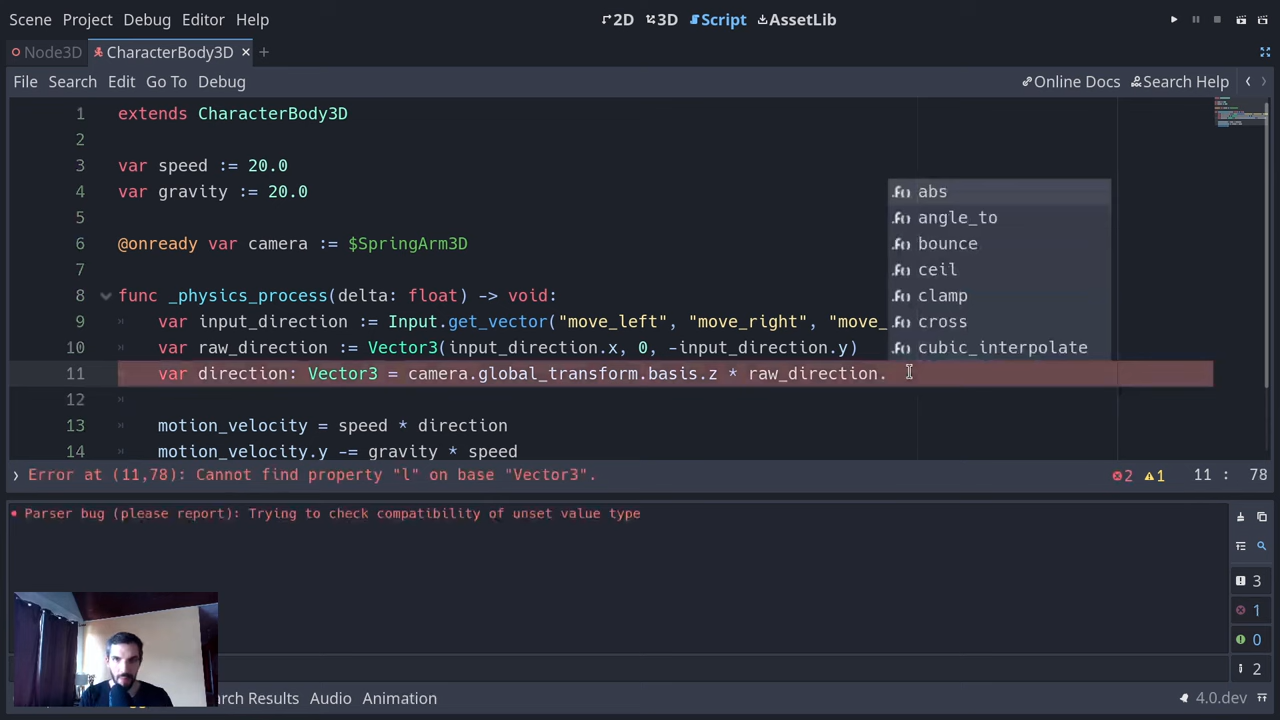 Scene Project Debug Editor Help 2D 3D Script AssetLib
Node3D CharacterBody3D
File Search Edit Go To Debug Online Docs Search Help
1 extends CharacterBody3D
2
3 var speed := 20.0
4 var gravity := 20.0
5
6 @onready var camera := $SpringArm3D
7
8 func _physics_process(delta: float) -> void:
9 var input_direction := Input.get_vector("move_left", "move_right", "move_
10 var raw_direction := Vector3(input_direction.x, 0, -input_direction.y)
11 var direction: Vector3 = camera.global_transform.basis.z * raw_direction.
12
13 motion_velocity = speed * direction
14 motion_velocity.y -= gravity * speed
abs
angle_to
bounce
ceil
clamp
cross
cubic_interpolate
Error at (11,78): Cannot find property "l" on base "Vector3". 2 1 11 : 78
Parser bug (please report): Trying to check compatibility of unset value type
3
1
0
2
rch Results Audio Animation 4.0.dev